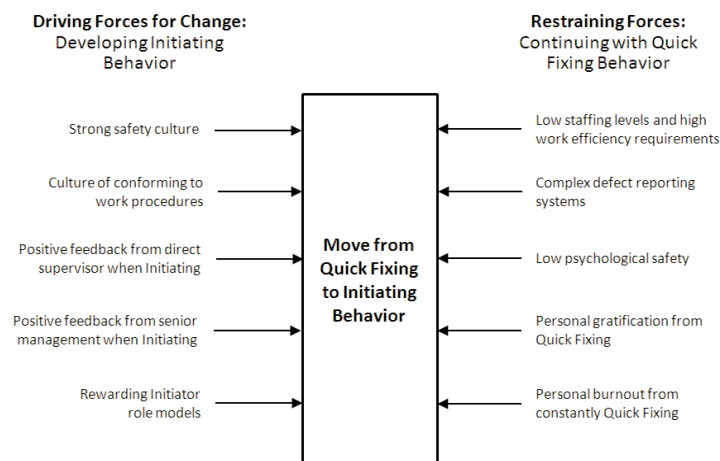 Driving Forces for Change:
Developing Initiating
Behavior
Strong safety culture
Culture of conforming to
work procedures
Positive feedback from direct
supervisor when Initiating
Positive feedback from senior
management when Initiating
Rewarding Initiator
role models
Move from
Quick Fixing
to Initiating
Behavior
Restraining Forces:
Continuing with Quick
Fixing Behavior
Low staffing levels and high
work efficiency requirements
Complex defect reporting
systems
Low psychological safety
Personal gratification from
Quick Fixing
Personal burnout from
constantly Quick Fixing